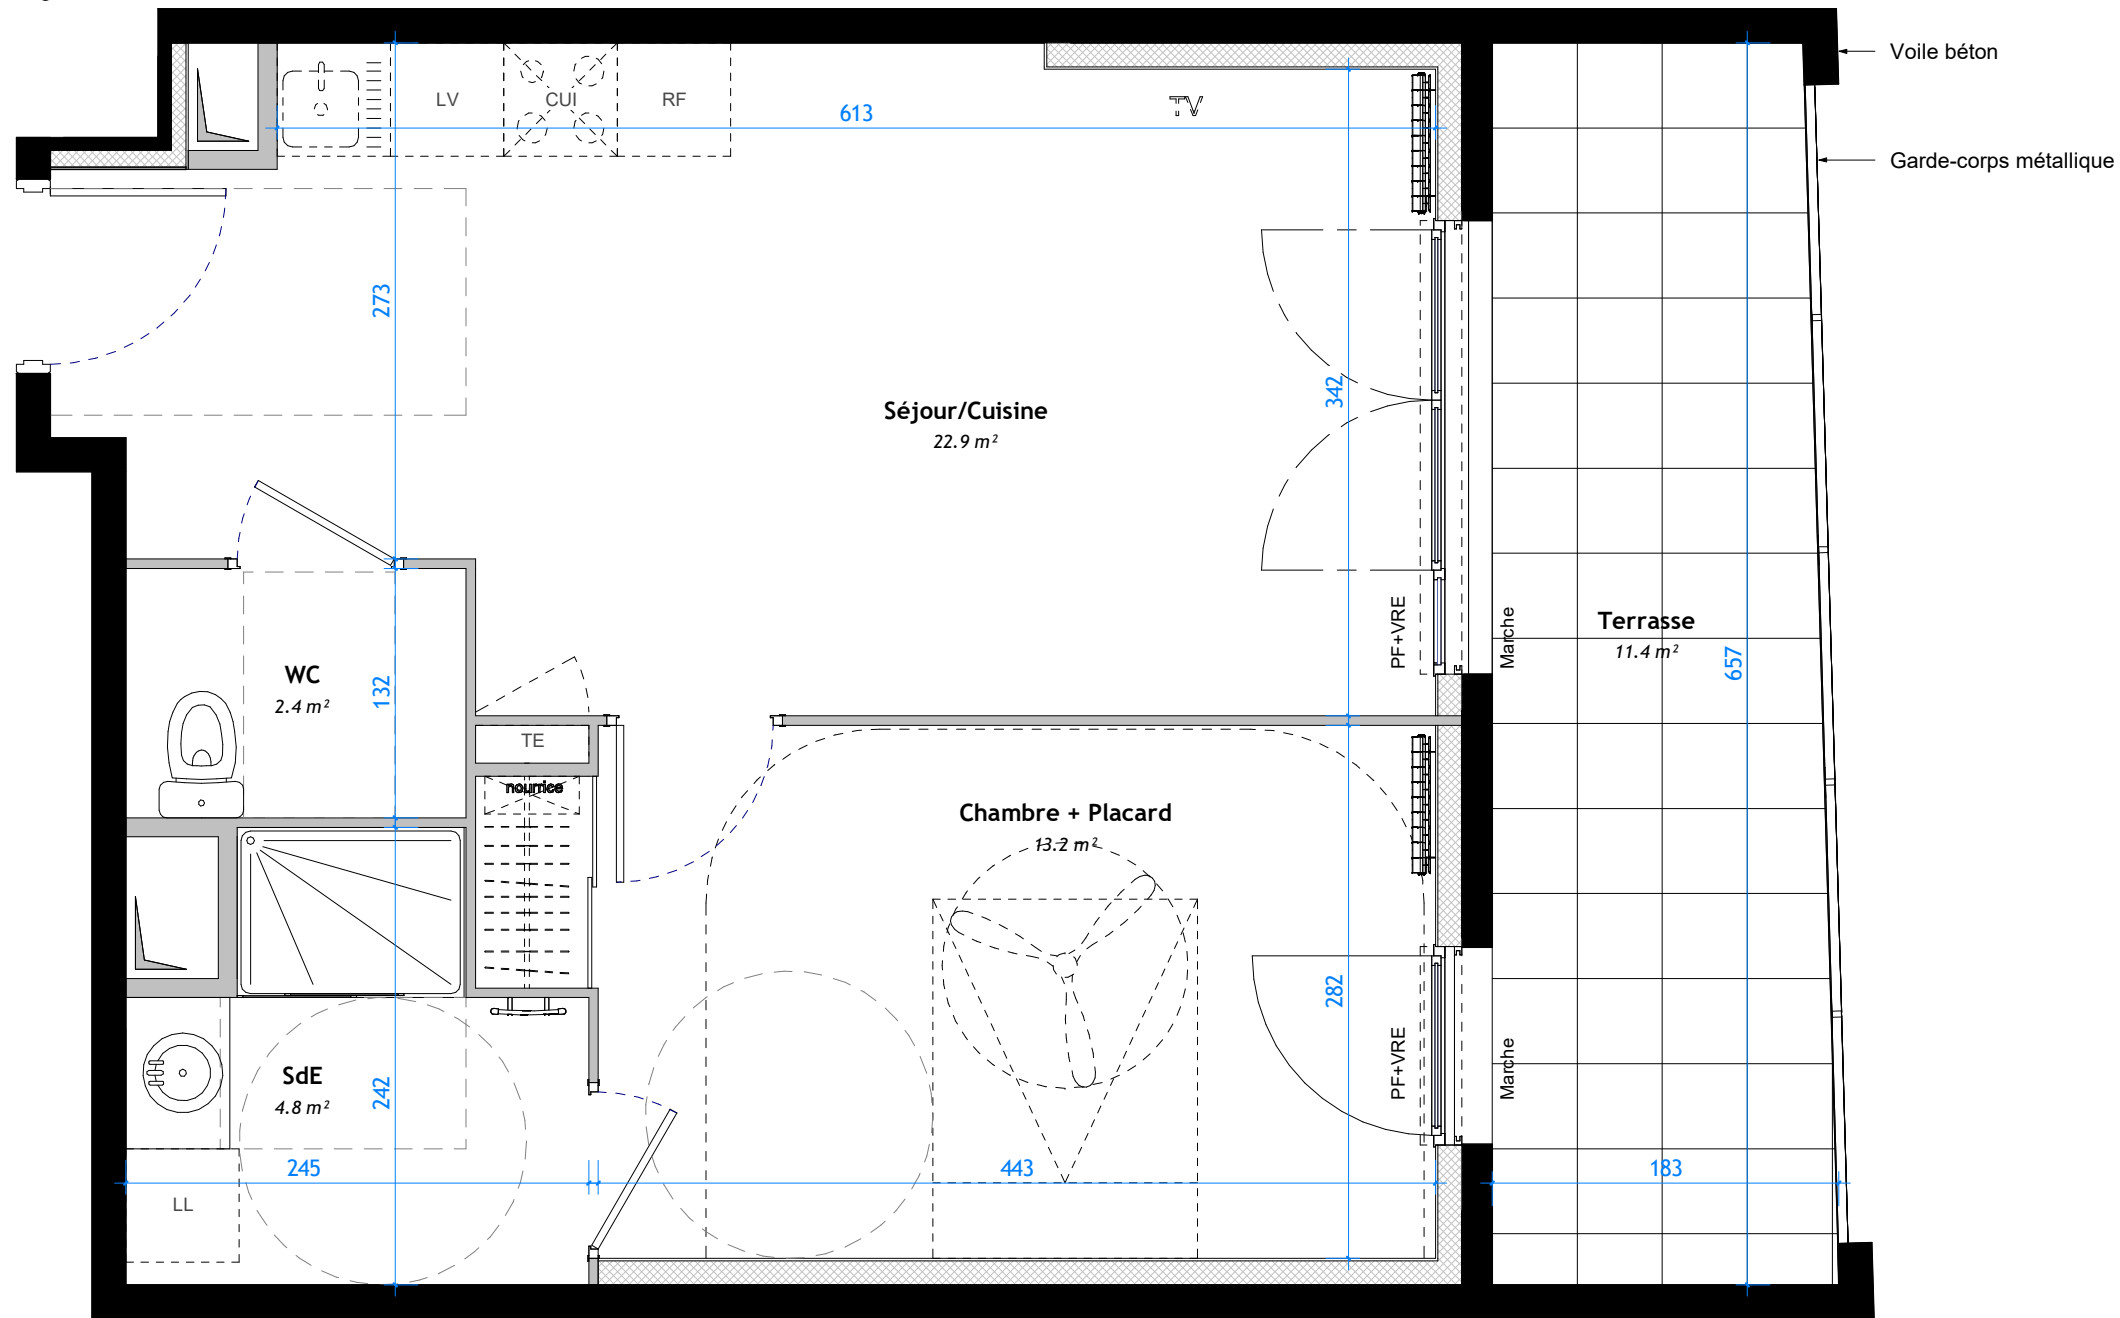 Voile béton
LV
CUI
RF
TV
613
Garde-corps métallique
273
342
Séjour/Cuisine
22.9 m²
PF+VRE
Marche
Terrasse
11.4 m²
657
WC
2.4 m²
132
TE
nourrice
Chambre + Placard
13.2 m²
282
PF+VRE
Marche
SdE
4.8 m²
242
245
443
183
LL